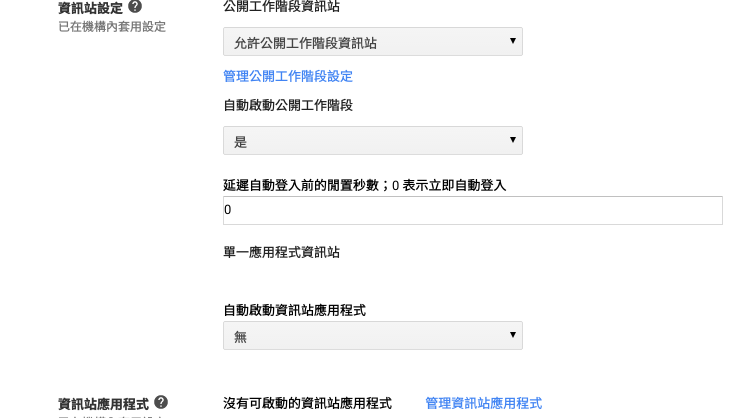 資訊站設定
公開工作階段資訊站
已在機構內套用設定
允許公開工作階段資訊站
管理公開工作階段設定
自動啟動公開工作階段
是
延遲自動登入前的閒置秒數；0 表示立即自動登入
0
單一應用程式資訊站
自動啟動資訊站應用程式
無
資訊站應用程式
沒有可啟動的資訊站應用程式
管理資訊站應用程式